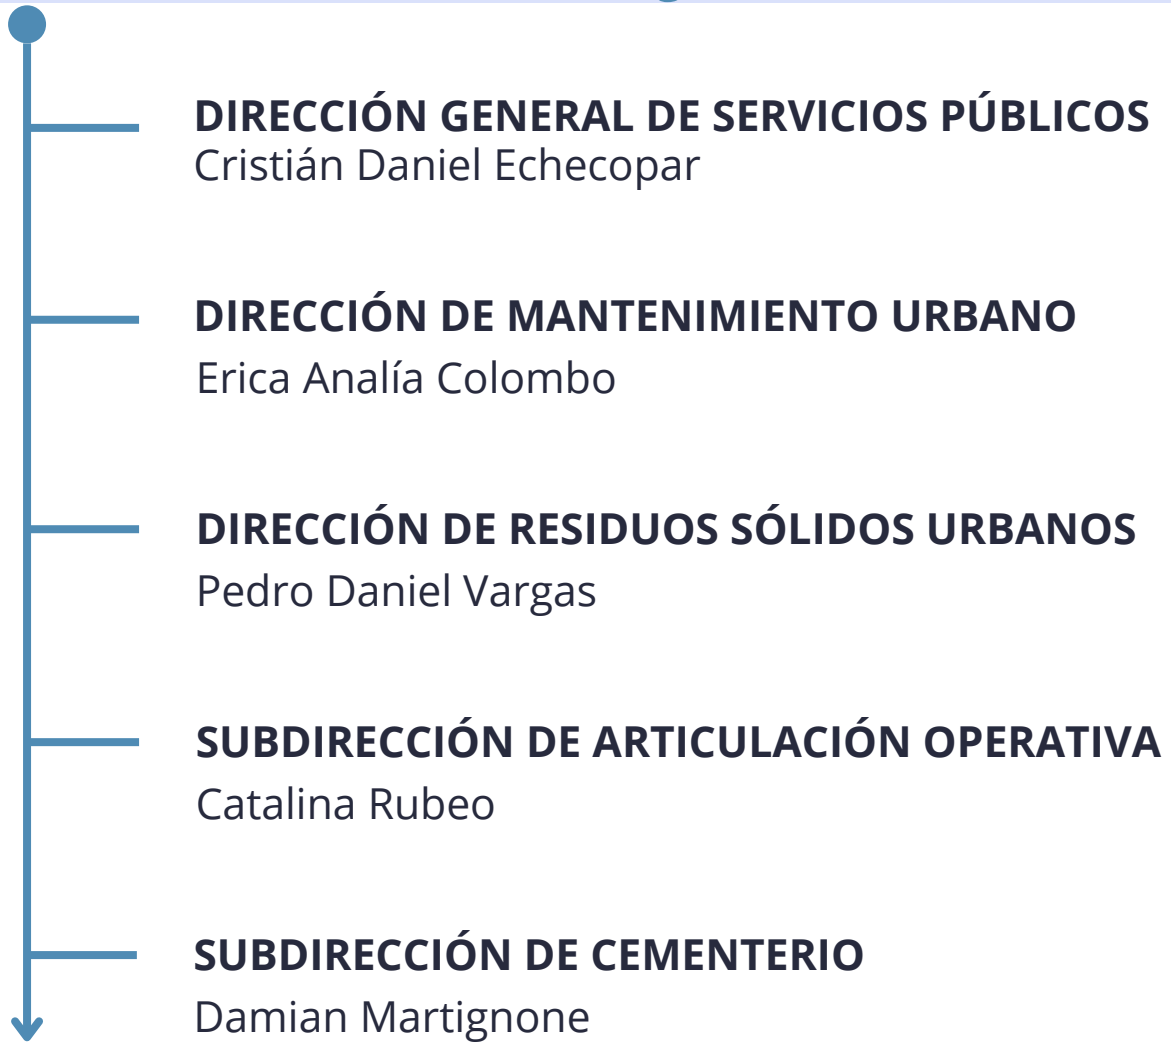 DIRECCIÓN GENERAL DE SERVICIOS PÚBLICOS
Cristián Daniel Echecopar
DIRECCIÓN DE MANTENIMIENTO URBANO
Erica Analía Colombo
DIRECCIÓN DE RESIDUOS SÓLIDOS URBANOS
Pedro Daniel Vargas
SUBDIRECCIÓN DE ARTICULACIÓN OPERATIVA
Catalina Rubeo
SUBDIRECCIÓN DE CEMENTERIO
Damian Martignone